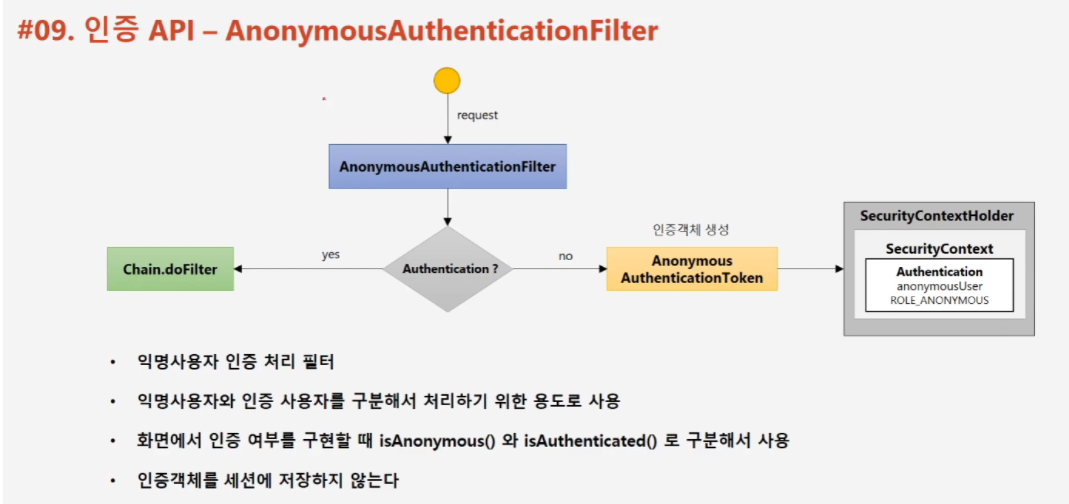 #09. 인증 API – AnonymousAuthenticationFilter
request
AnonymousAuthenticationFilter
Authentication ?
yes
Chain.doFilter
no
인증객체 생성
Anonymous
AuthenticationToken
SecurityContextHolder
SecurityContext
Authentication
anonymousUser
ROLE_ANONYMOUS
• 익명사용자 인증 처리 필터
• 익명사용자와 인증 사용자를 구분해서 처리하기 위한 용도로 사용
• 화면에서 인증 여부를 구현할 때 isAnonymous() 와 isAuthenticated() 로 구분해서 사용
• 인증객체를 세션에 저장하지 않는다